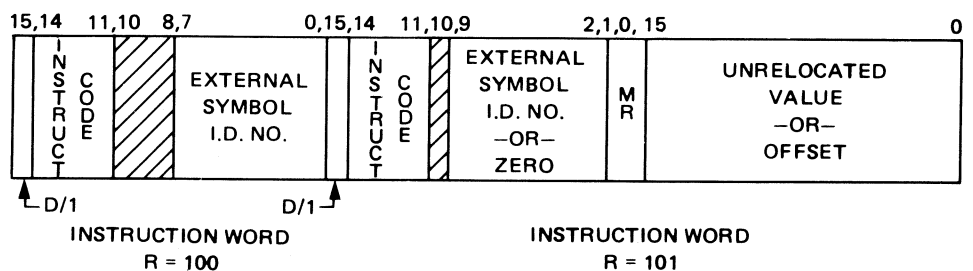 15,14 11,10 8,7 0,15,14 11,10,9 2,1,0,15 0
INSTRUCT
CODE
EXTERNAL
SYMBOL
I.D. NO.
INSTRUCT
CODE
EXTERNAL
SYMBOL
I.D. NO.
—OR—
ZERO
MR
UNRELOCATED
VALUE
—OR—
OFFSET
D/1
D/1
INSTRUCTION WORD
R = 100
INSTRUCTION WORD
R = 101